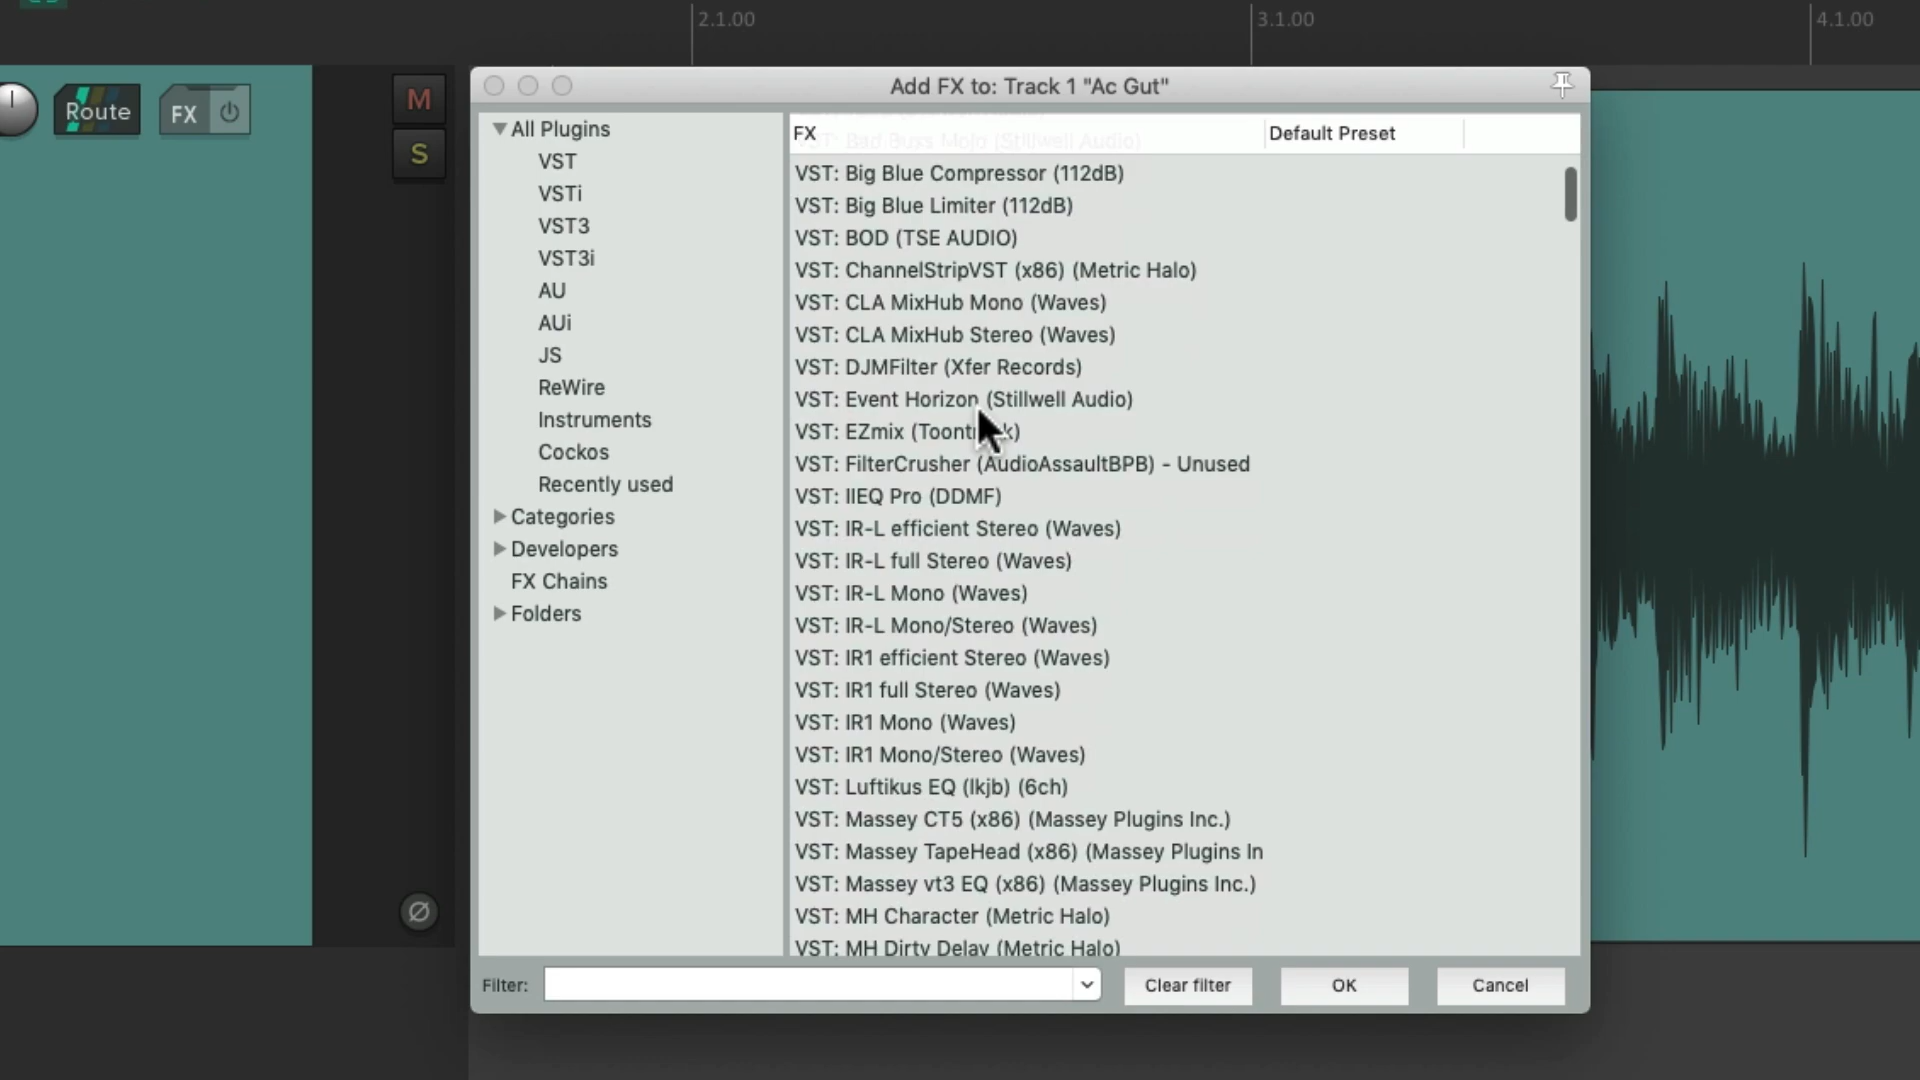 2.1.00
3.1.00
4.1.00
Route
FX
M
S
Add FX to: Track 1 "Ac Gut"
All Plugins
VST
VSTi
VST3
VST3i
AU
AUi
JS
ReWire
Instruments
Cockos
Recently used
Categories
Developers
FX Chains
Folders
FX
Default Preset
VST: Bad Buss Mojo (Stillwell Audio)
VST: Big Blue Compressor (112dB)
VST: Big Blue Limiter (112dB)
VST: BOD (TSE AUDIO)
VST: ChannelStripVST (x86) (Metric Halo)
VST: CLA MixHub Mono (Waves)
VST: CLA MixHub Stereo (Waves)
VST: DJMFilter (Xfer Records)
VST: Event Horizon (Stillwell Audio)
VST: EZmix
VST: FilterCrusher (AudioAssaultBPB) - Unused
VST: IIEQ Pro (DDMF)
VST: IR-L efficient Stereo (Waves)
VST: IR-L full Stereo (Waves)
VST: IR-L Mono (Waves)
VST: IR-L Mono/Stereo (Waves)
VST: IR1 efficient Stereo (Waves)
VST: IR1 full Stereo (Waves)
VST: IR1 Mono (Waves)
VST: IR1 Mono/Stereo (Waves)
VST: Luftikus EQ (lkjb) (6ch)
VST: Massey CT5 (x86) (Massey Plugins Inc.)
VST: Massey TapeHead (x86) (Massey Plugins In
VST: Massey vt3 EQ (x86) (Massey Plugins Inc.)
VST: MH Character (Metric Halo)
VST: MH Dirty Delay (Metric Halo)
Filter:
Clear filter
OK
Cancel